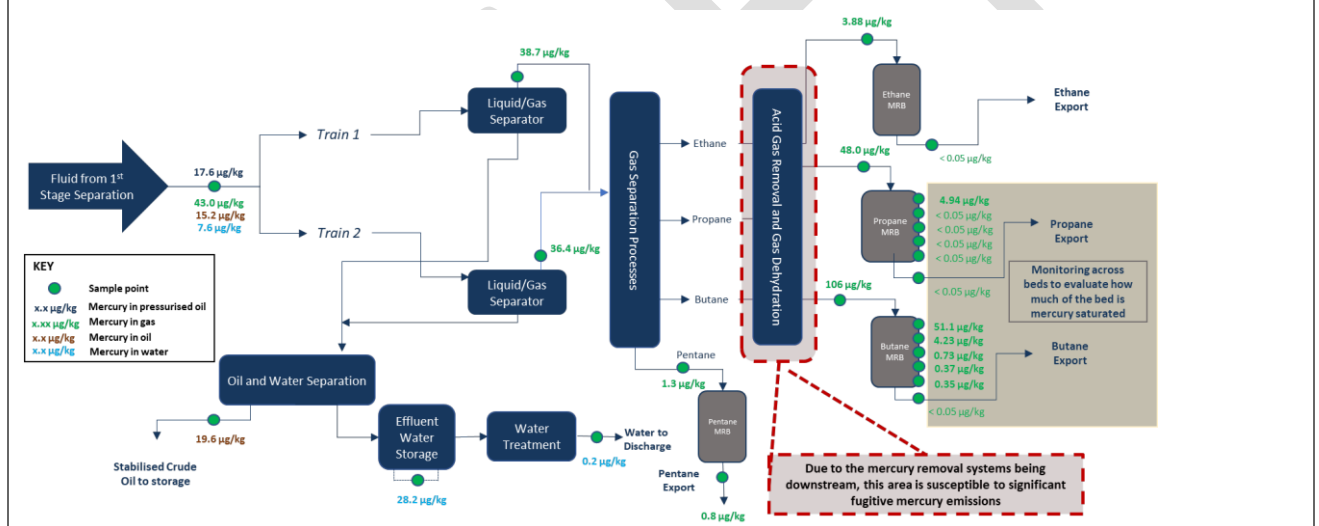 3.88 µg/kg
38.7 µg/kg
Liquid/Gas
Separator
Train 1
Fluid from 1st
Stage Separation
17.6 µg/kg
43.0 µg/kg
15.2 µg/kg
7.6 µg/kg
Train 2
36.4 µg/kg
Liquid/Gas
Separator
KEY
Sample point
x.x µg/kg Mercury in pressurised oil
x.xx µg/kg Mercury in gas
x.x µg/kg Mercury in oil
x.x µg/kg Mercury in water
Gas Separation Processes
Ethane
Propane
Butane
Pentane
Acid Gas Removal and Gas Dehydration
Ethane
MRB
Ethane
Export
< 0.05 µg/kg
48.0 µg/kg
Propane
MRB
4.94 µg/kg
< 0.05 µg/kg
< 0.05 µg/kg
< 0.05 µg/kg
< 0.05 µg/kg
< 0.05 µg/kg
Propane
Export
Monitoring across
beds to evaluate how
much of the bed is
mercury saturated
106 µg/kg
Butane
MRB
51.1 µg/kg
4.23 µg/kg
0.73 µg/kg
0.37 µg/kg
0.35 µg/kg
< 0.05 µg/kg
Butane
Export
1.3 µg/kg
Pentane
MRB
Pentane
Export
0.8 µg/kg
Oil and Water Separation
19.6 µg/kg
Stabilised Crude
Oil to storage
Effluent
Water
Storage
28.2 µg/kg
Water
Treatment
Water to
Discharge
0.2 µg/kg
Due to the mercury removal systems being
downstream, this area is susceptible to significant
fugitive mercury emissions